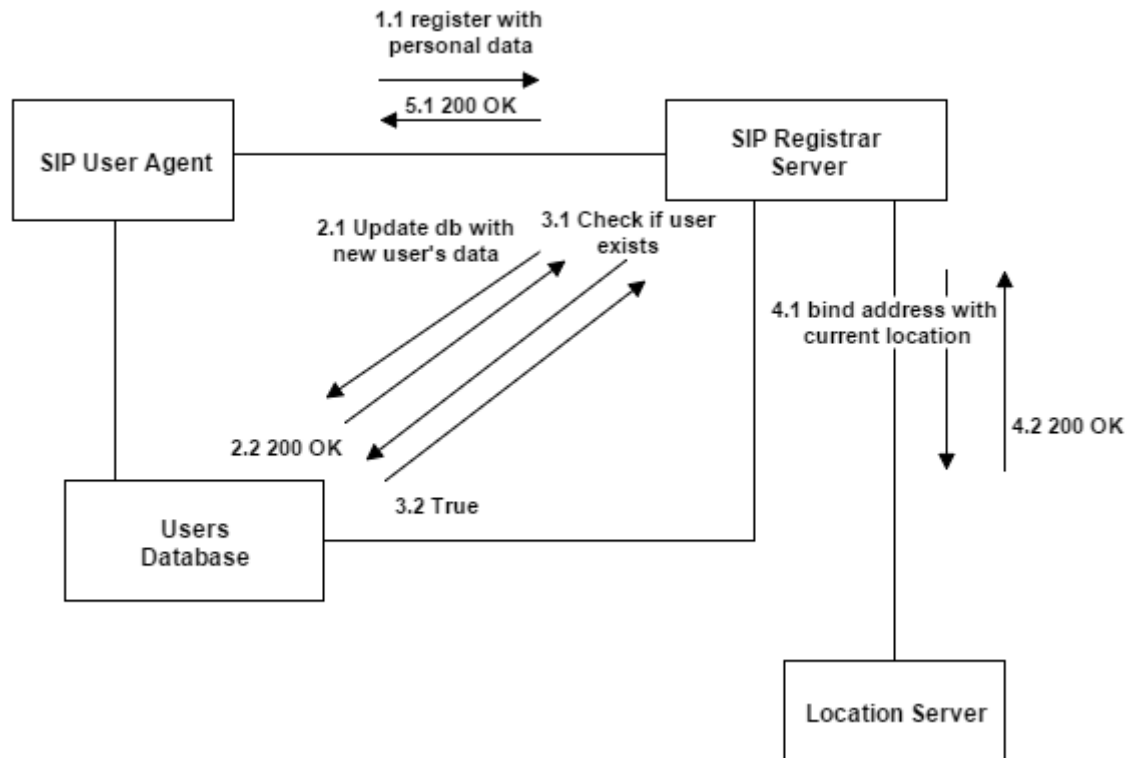 1.1 register with
personal data
5.1 200 OK
SIP User Agent
SIP Registrar
Server
2.1 Update db with
new user's data
3.1 Check if user
exists
4.1 bind address with
current location
2.2 200 OK
4.2 200 OK
3.2 True
Users
Database
Location Server